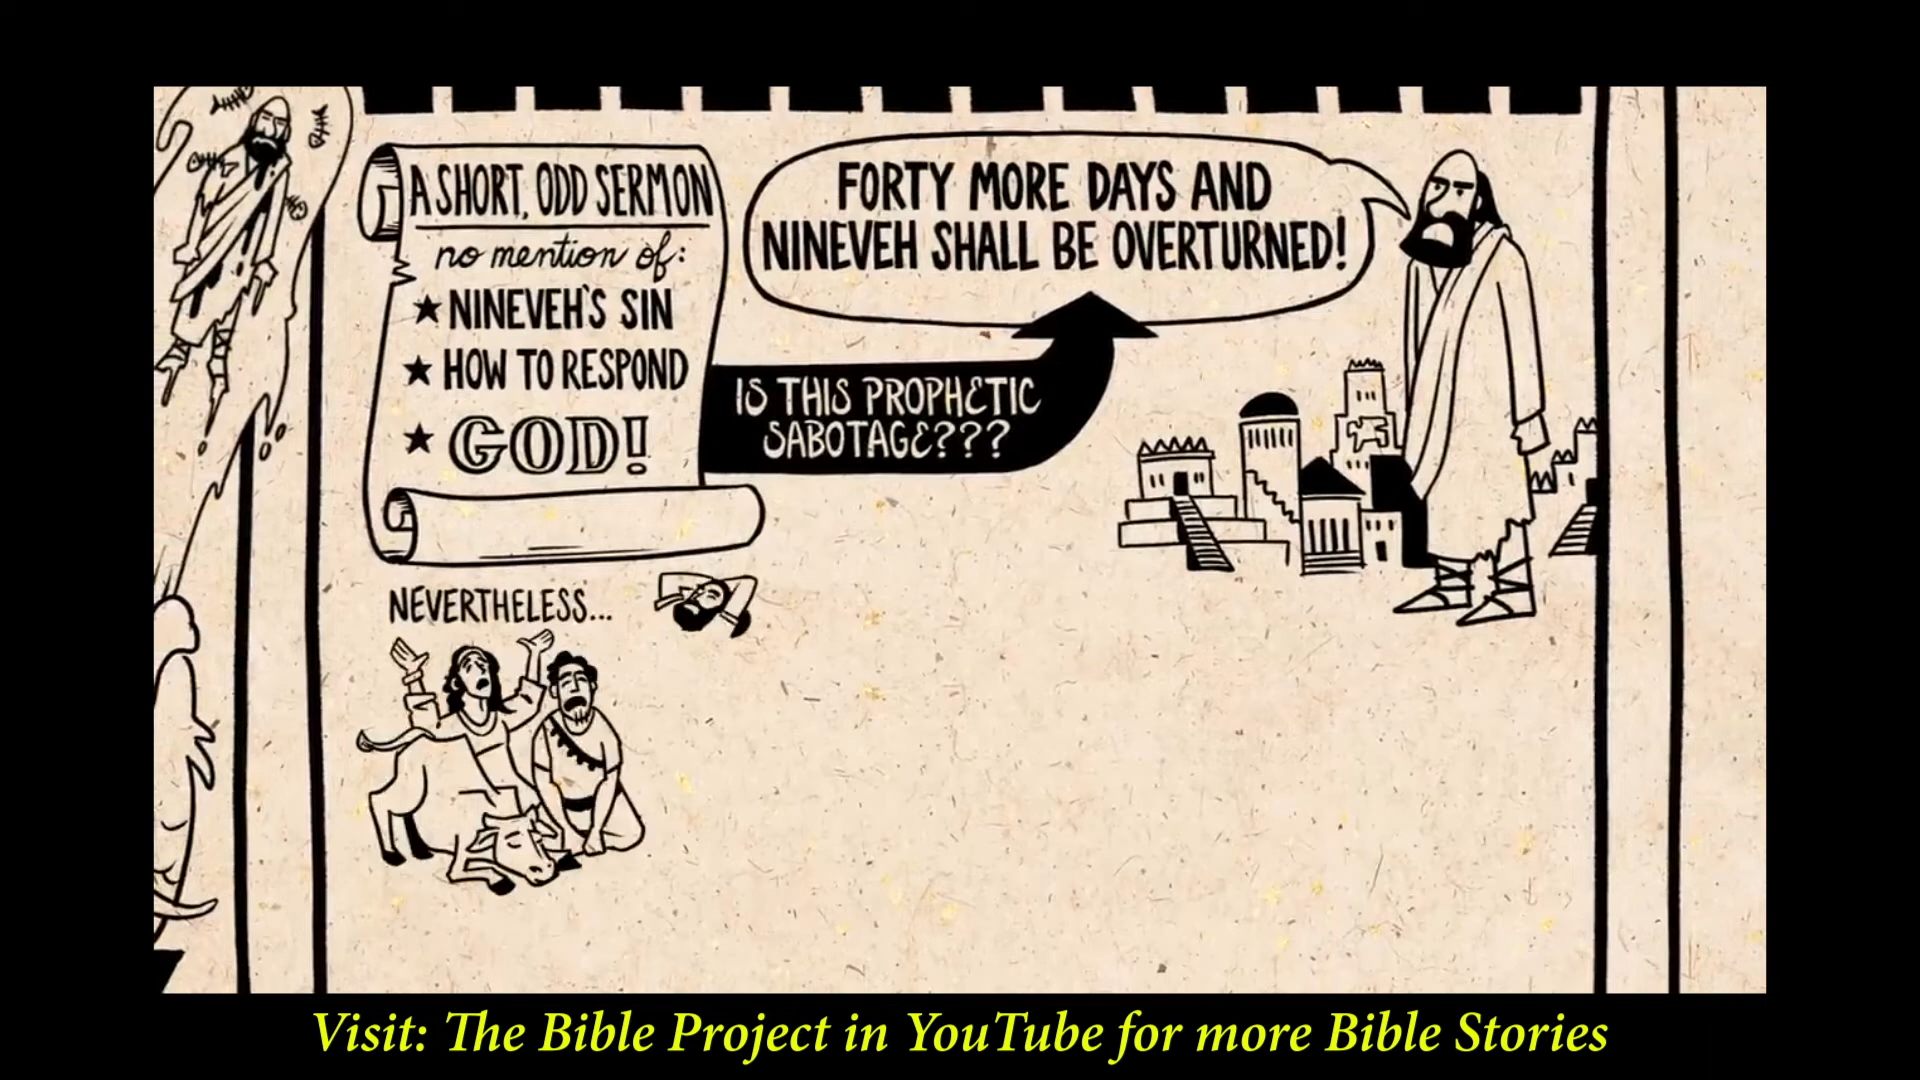 A SHORT, ODD SERMON
no mention of:
★ NINEVEH'S SIN
★ HOW TO RESPOND
★ GOD!
FORTY MORE DAYS AND
NINEVEH SHALL BE OVERTURNED!
IS THIS PROPHETIC
SABOTAGE???
NEVERTHELESS...
Visit: The Bible Project in YouTube for more Bible Stories